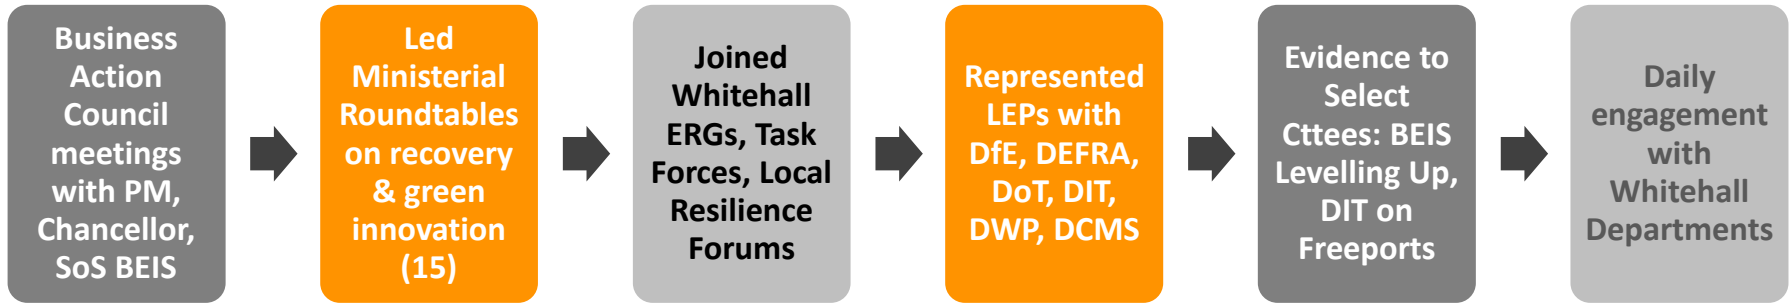 Business
Action
Council
meetings
with PM,
Chancellor,
SoS BEIS
Led
Ministerial
Roundtables
on recovery
& green
innovation
(15)
Joined
Whitehall
ERGs, Task
Forces, Local
Resilience
Forums
Represented
LEPs with
DfE, DEFRA,
DoT, DIT,
DWP, DCMS
Evidence to
Select
Cttees: BEIS
Levelling Up,
DIT on
Freeports
Daily
engagement
with
Whitehall
Departments